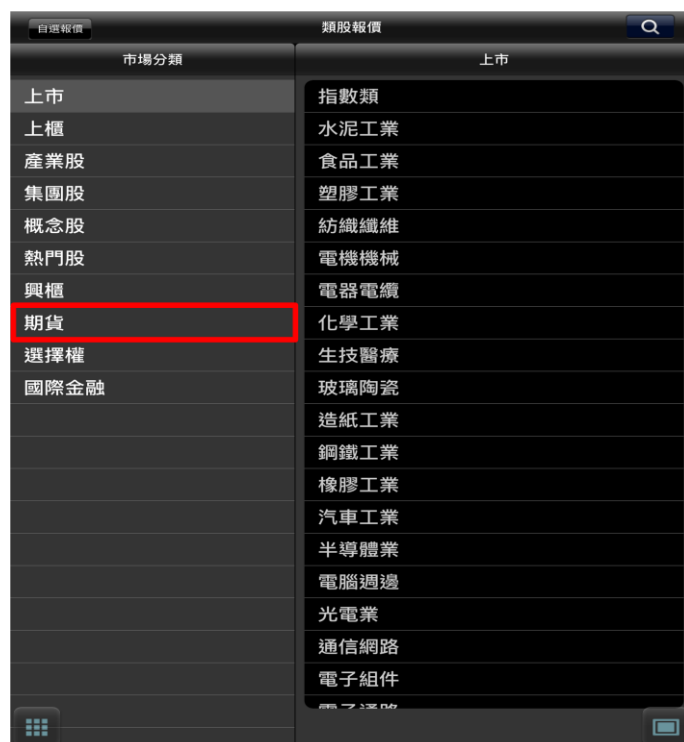 自選報價
類股報價
市場分類
上市
上市
上櫃
產業股
集團股
概念股
熱門股
興櫃
期貨
選擇權
國際金融
指數類
水泥工業
食品工業
塑膠工業
紡織纖維
電機機械
電器電纜
化學工業
生技醫療
玻璃陶瓷
造紙工業
鋼鐵工業
橡膠工業
汽車工業
半導體業
電腦週邊
光電業
通信網路
電子組件
電子通路